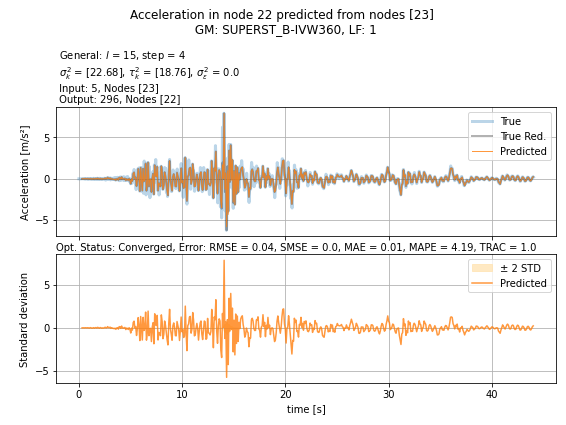 Acceleration in node 22 predicted from nodes [23]
GM: SUPERST_B-IVW360, LF: 1
General: l = 15, step = 4
σ²ₖ = [22.68], τ²ₖ = [18.76], σ²ε = 0.0
Input: 5, Nodes [23]
Output: 296, Nodes [22]
Acceleration [m/s²]
5
0
−5
True
True Red.
Predicted
Opt. Status: Converged, Error: RMSE = 0.04, SMSE = 0.0, MAE = 0.01, MAPE = 4.19, TRAC = 1.0
Standard deviation
5
0
−5
± 2 STD
Predicted
0 10 20 30 40
time [s]